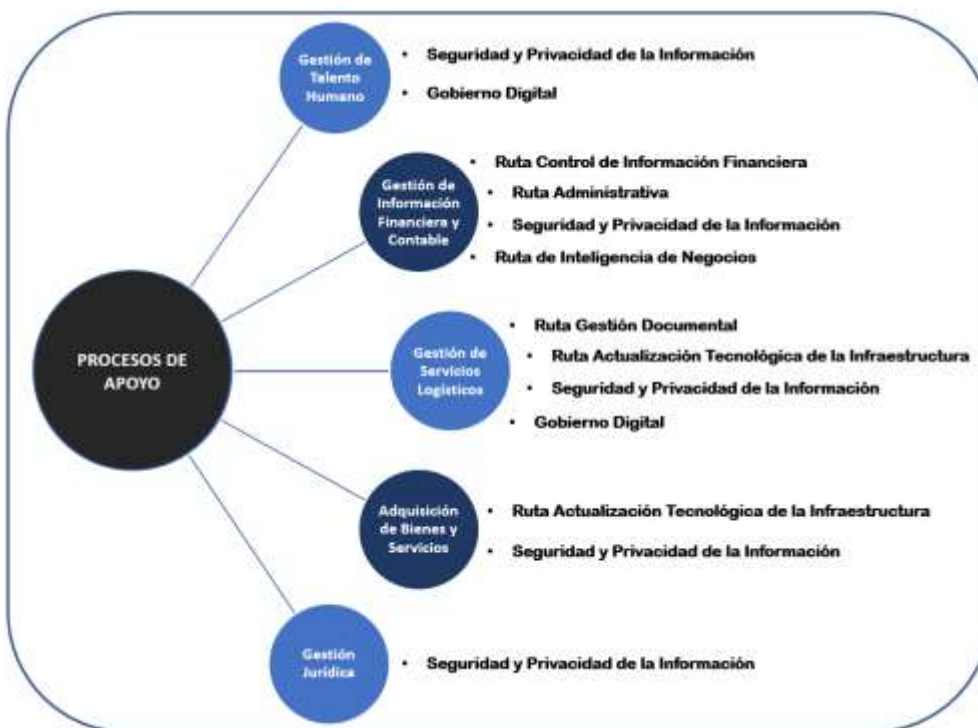 PROCESOS DE
APOYO
Gestión de
Talento
Humano
• Seguridad y Privacidad de la Información
• Gobierno Digital
Gestión de
Información
Financiera y
Contable
• Ruta Control de Información Financiera
• Ruta Administrativa
• Seguridad y Privacidad de la Información
• Ruta de Inteligencia de Negocios
Gestión de
Servicios
Logísticos
• Ruta Gestión Documental
• Ruta Actualización Tecnológica de la Infraestructura
• Seguridad y Privacidad de la Información
• Gobierno Digital
Adquisición
de Bienes y
Servicios
• Ruta Actualización Tecnológica de la Infraestructura
• Seguridad y Privacidad de la Información
Gestión
Jurídica
• Seguridad y Privacidad de la Información